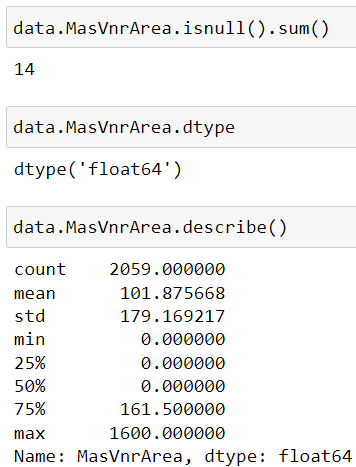 data.MasVnrArea.isnull().sum()
14
data.MasVnrArea.dtype
dtype('float64')
data.MasVnrArea.describe()
count    2059.000000
mean      101.875668
std       179.169217
min         0.000000
25%         0.000000
50%         0.000000
75%       161.500000
max      1600.000000
Name: MasVnrArea, dtype: float64